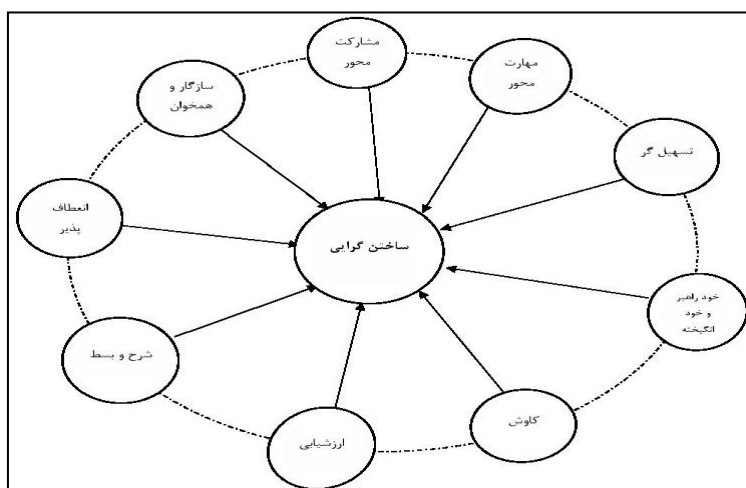 مشارکت
محور
مهارت
محور
تسهیل گر
خود راهبر
و خود
انگیخته
کاوش
ارزشیابی
شرح و بسط
انعطاف
پذیر
سازگار و
همخوان
ساختن گرایی